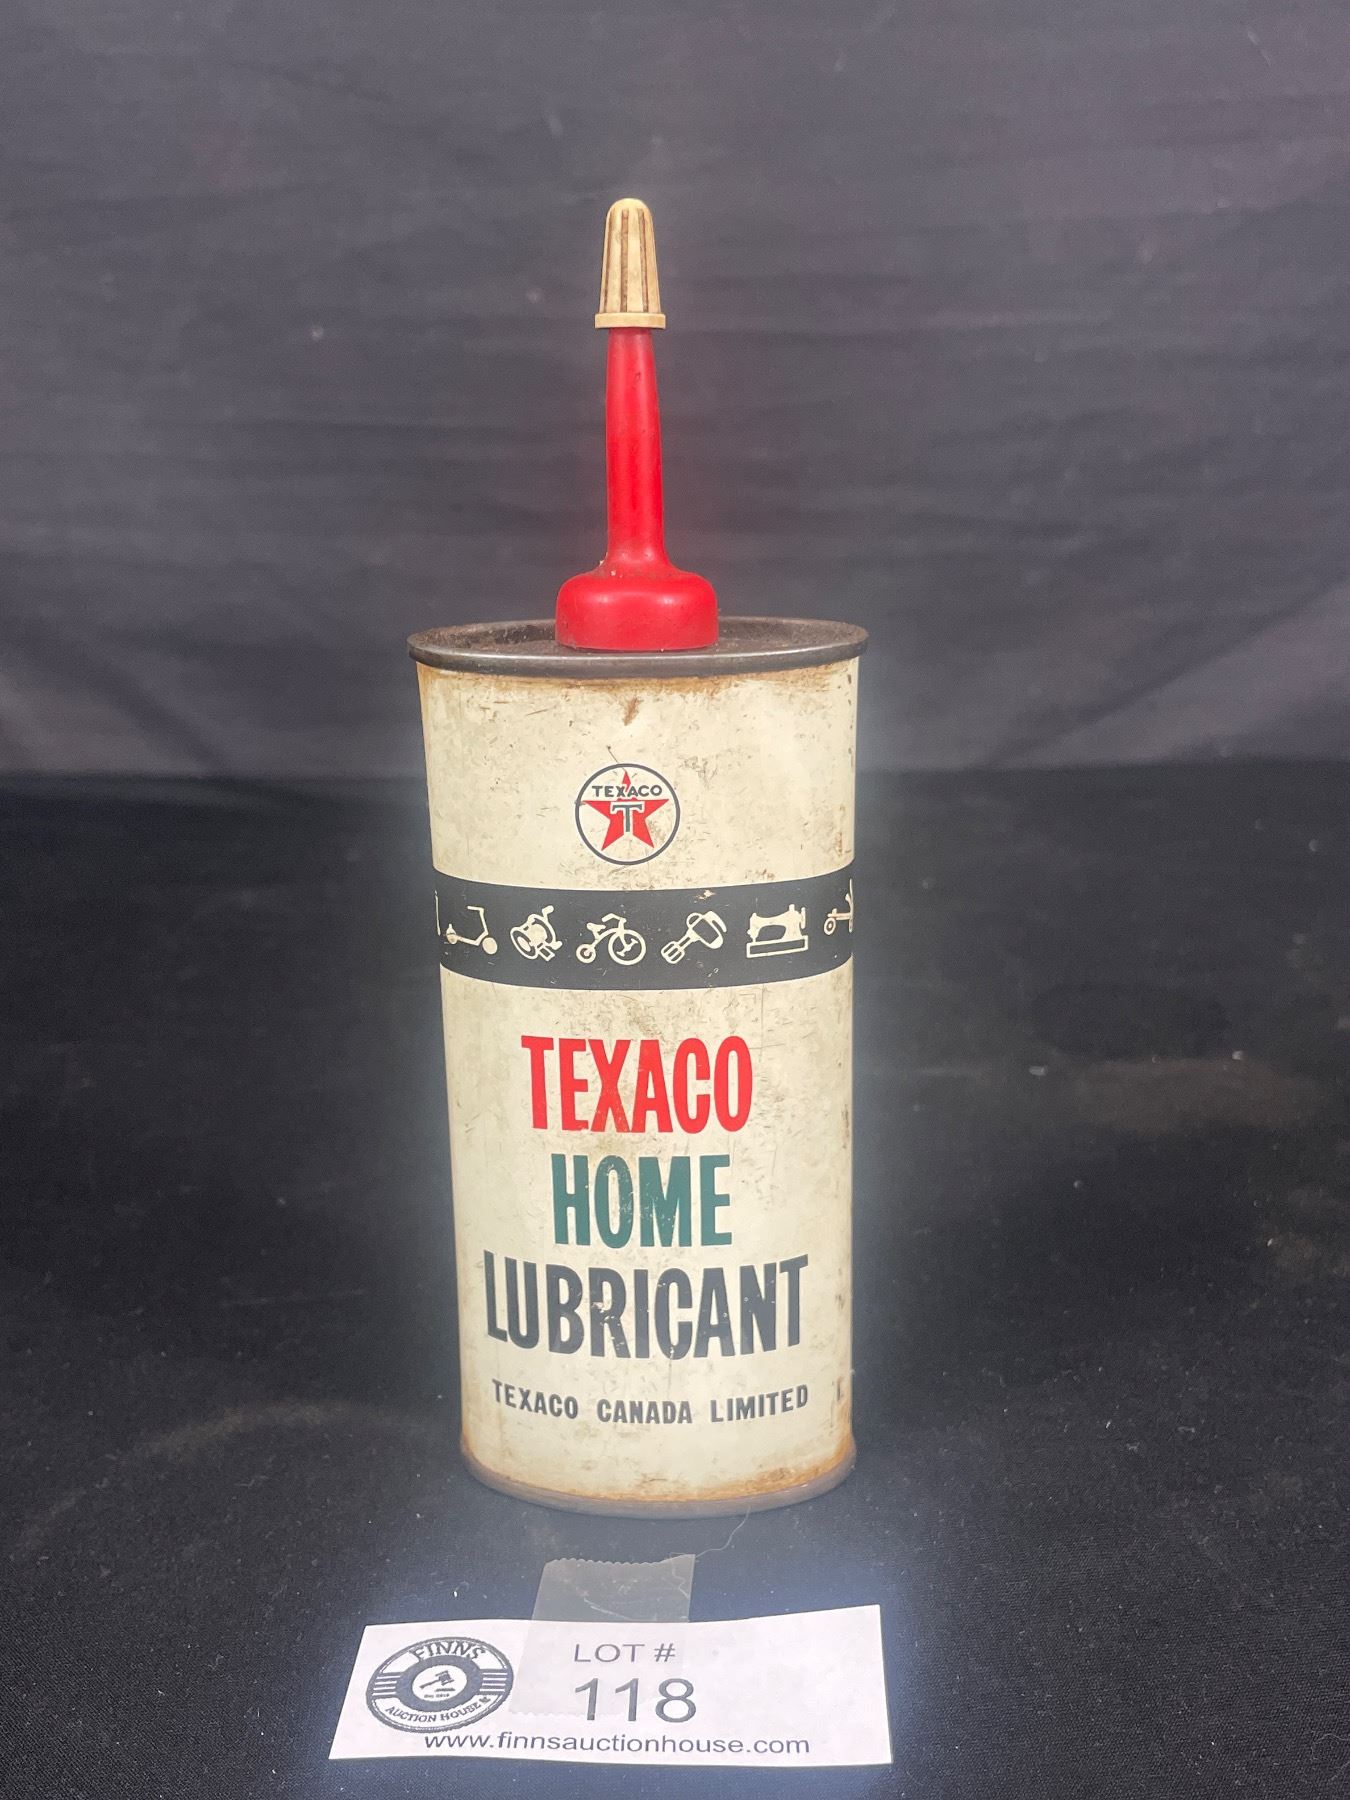 TEXACO
T
TEXACO
HOME
LUBRICANT
TEXACO CANADA LIMITED
FINNS
AUCTION HOUSE
LOT #
118
www.finnsauctionhouse.com